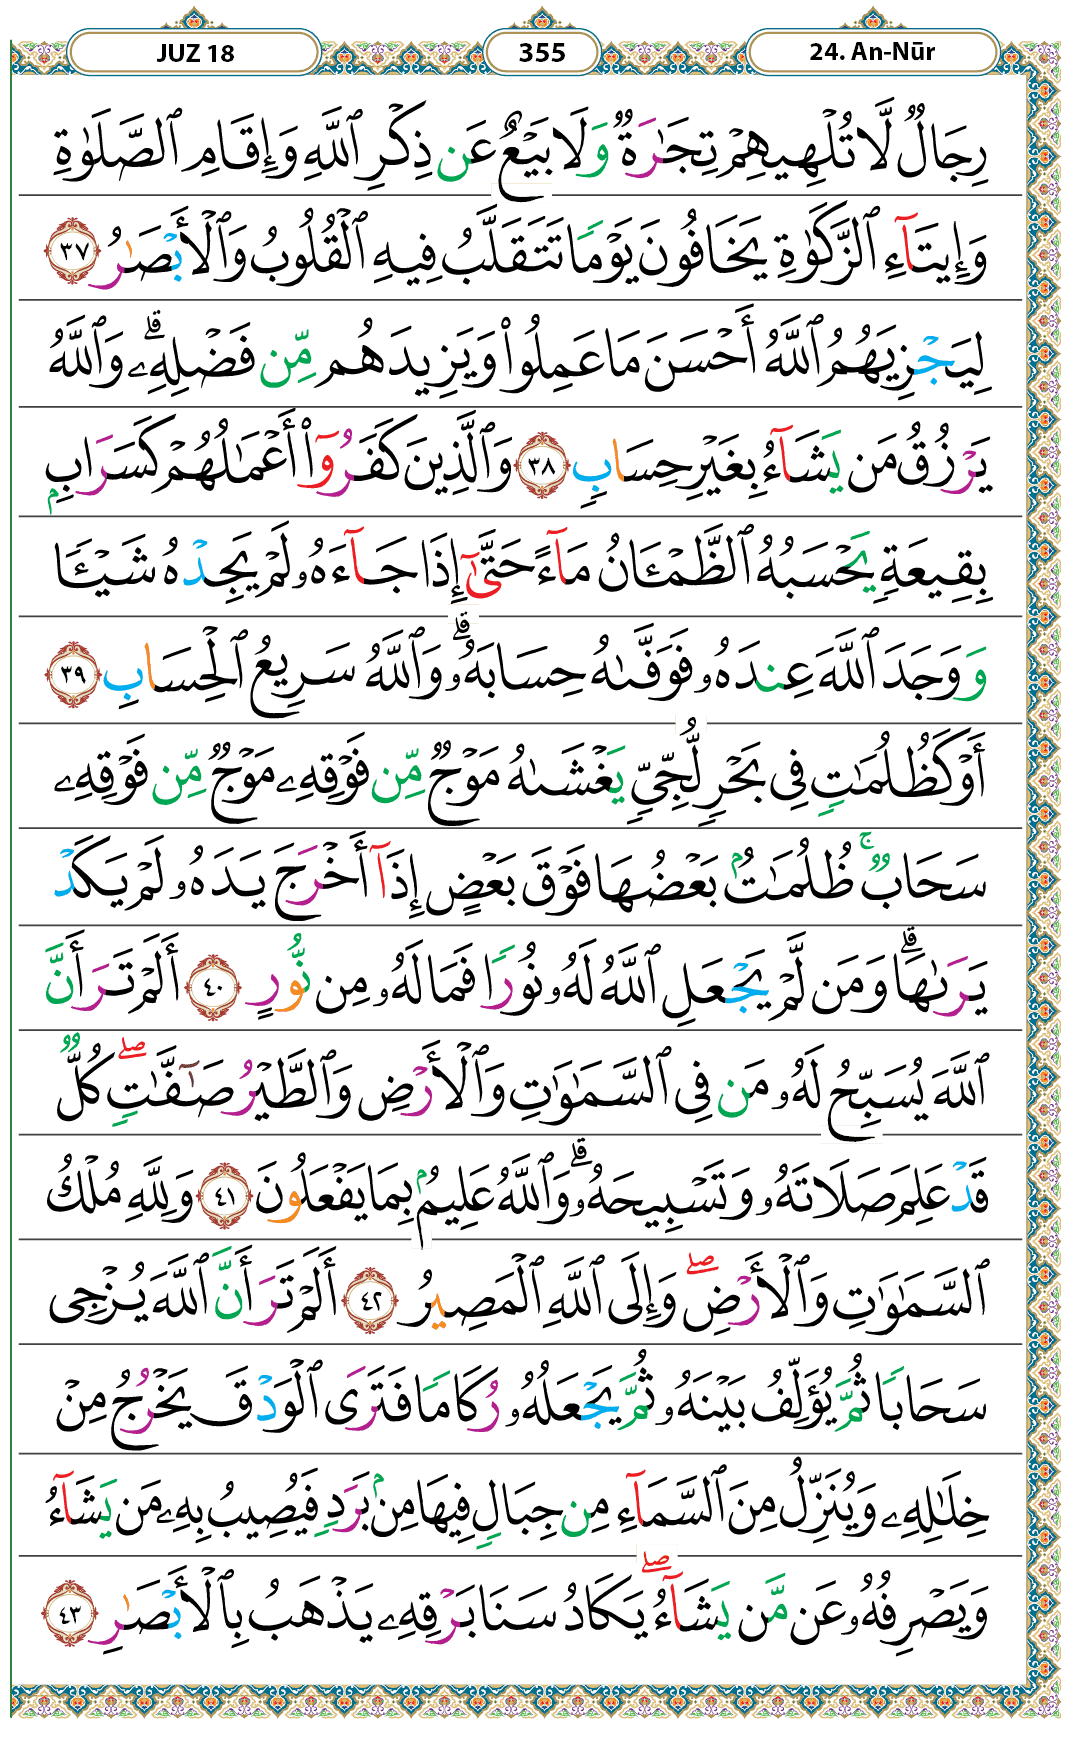 JUZ 18 355 24. An-Nūr
رِجَالٌ لَّا تُلْهِيهِمْ تِجَـٰرَةٌ وَلَا بَيْعٌ عَن ذِكْرِ ٱللَّهِ وَإِقَامِ ٱلصَّلَوٰةِ
وَإِيتَآءِ ٱلزَّكَوٰةِ يَخَافُونَ يَوْمًا تَتَقَلَّبُ فِيهِ ٱلْقُلُوبُ وَٱلْأَبْصَـٰرُ ٣٧
لِيَجْزِيَهُمُ ٱللَّهُ أَحْسَنَ مَا عَمِلُوا۟ وَيَزِيدَهُم مِّن فَضْلِهِۦ ۗ وَٱللَّهُ
يَرْزُقُ مَن يَشَآءُ بِغَيْرِ حِسَابٍ ٣٨ وَٱلَّذِينَ كَفَرُوٓا۟ أَعْمَـٰلُهُمْ كَسَرَابٍۭ
بِقِيعَةٍ يَحْسَبُهُ ٱلظَّمْـَٔانُ مَآءً حَتَّىٰٓ إِذَا جَآءَهُۥ لَمْ يَجِدْهُ شَيْـًٔا
وَوَجَدَ ٱللَّهَ عِندَهُۥ فَوَفَّىٰهُ حِسَابَهُۥ ۗ وَٱللَّهُ سَرِيعُ ٱلْحِسَابِ ٣٩
أَوْ كَظُلُمَـٰتٍ فِى بَحْرٍ لُّجِّىٍّ يَغْشَىٰهُ مَوْجٌ مِّن فَوْقِهِۦ مَوْجٌ مِّن فَوْقِهِۦ
سَحَابٌ ۚ ظُلُمَـٰتٌۢ بَعْضُهَا فَوْقَ بَعْضٍ إِذَآ أَخْرَجَ يَدَهُۥ لَمْ يَكَدْ
يَرَىٰهَا ۗ وَمَن لَّمْ يَجْعَلِ ٱللَّهُ لَهُۥ نُورًا فَمَا لَهُۥ مِن نُّورٍ ٤٠ أَلَمْ تَرَ أَنَّ
ٱللَّهَ يُسَبِّحُ لَهُۥ مَن فِى ٱلسَّمَـٰوَٰتِ وَٱلْأَرْضِ وَٱلطَّيْرُ صَـٰٓفَّـٰتٍ ۖ كُلٌّ
قَدْ عَلِمَ صَلَاتَهُۥ وَتَسْبِيحَهُۥ ۗ وَٱللَّهُ عَلِيمٌۢ بِمَا يَفْعَلُونَ ٤١ وَلِلَّهِ مُلْكُ
ٱلسَّمَـٰوَٰتِ وَٱلْأَرْضِ ۖ وَإِلَى ٱللَّهِ ٱلْمَصِيرُ ٤٢ أَلَمْ تَرَ أَنَّ ٱللَّهَ يُزْجِى
سَحَابًا ثُمَّ يُؤَلِّفُ بَيْنَهُۥ ثُمَّ يَجْعَلُهُۥ رُكَامًا فَتَرَى ٱلْوَدْقَ يَخْرُجُ مِنْ
خِلَـٰلِهِۦ وَيُنَزِّلُ مِنَ ٱلسَّمَآءِ مِن جِبَالٍ فِيهَا مِنۢ بَرَدٍ فَيُصِيبُ بِهِۦ مَن يَشَآءُ
وَيَصْرِفُهُۥ عَن مَّن يَشَآءُ ۖ يَكَادُ سَنَا بَرْقِهِۦ يَذْهَبُ بِٱلْأَبْصَـٰرِ ٤٣